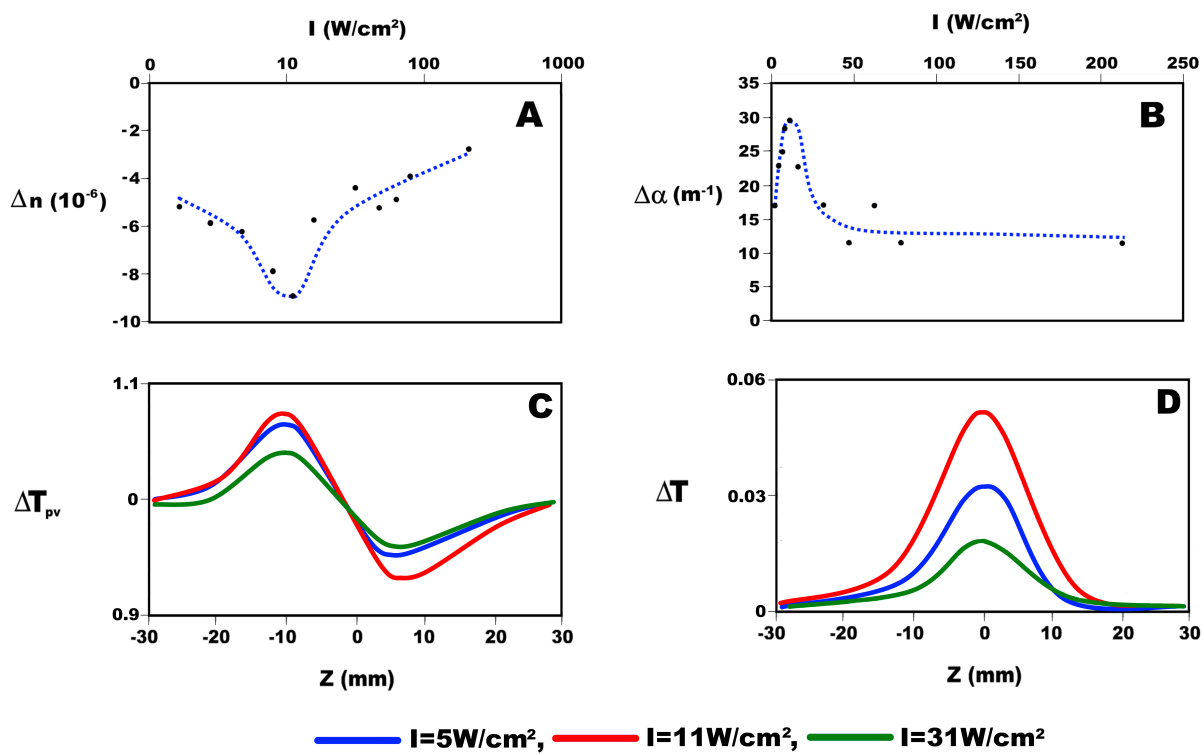 I (W/cm²)
0 10 100 1000
A
0
-2
-4
-6
-8
-10
Δn (10⁻⁶)
I (W/cm²)
0 50 100 150 200 250
B
35
30
25
20
15
10
5
0
Δα (m⁻¹)
C
1.1
0
0.9
ΔT_pv
-30 -20 -10 0 10 20 30
Z (mm)
D
0.06
0.03
0
ΔT
-30 -20 -10 0 10 20 30
Z (mm)
I=5W/cm², I=11W/cm², I=31W/cm²